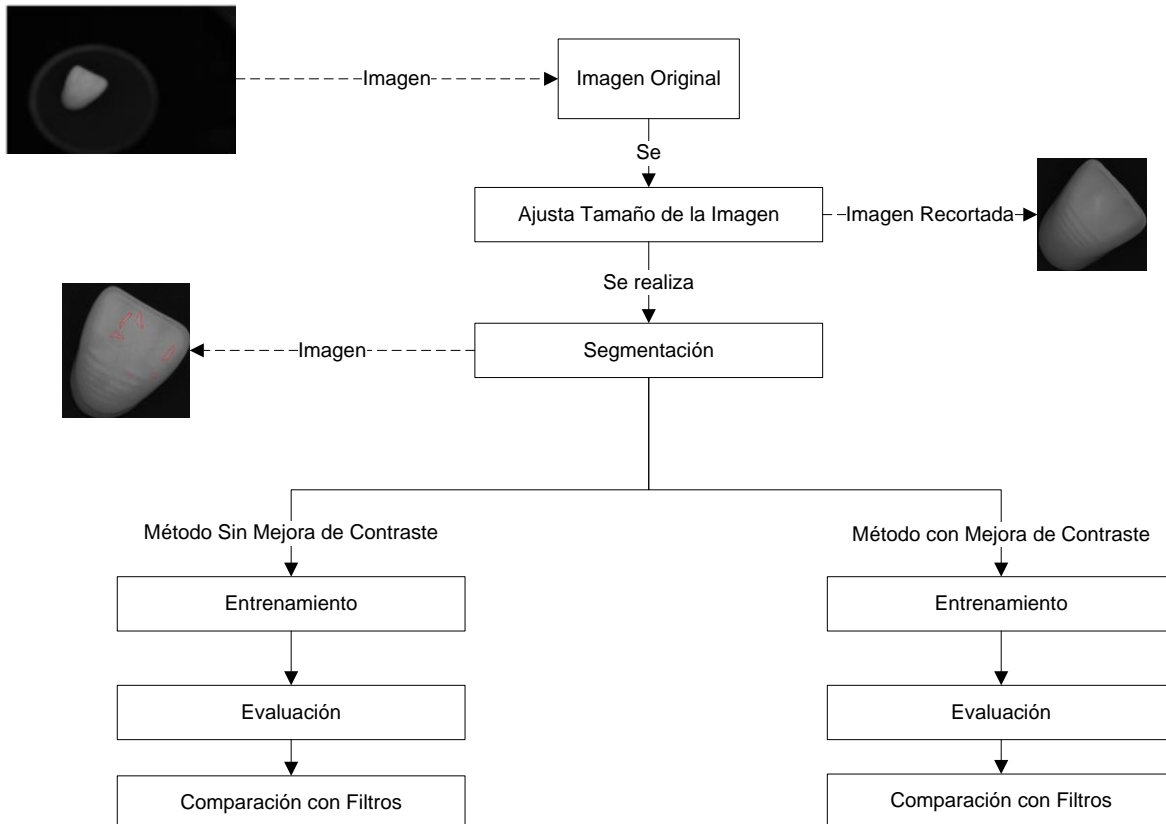 Imagen
Imagen Original
Se
Ajusta Tamaño de la Imagen
Imagen Recortada
Se realiza
Imagen
Segmentación
Método Sin Mejora de Contraste
Método con Mejora de Contraste
Entrenamiento
Entrenamiento
Evaluación
Evaluación
Comparación con Filtros
Comparación con Filtros